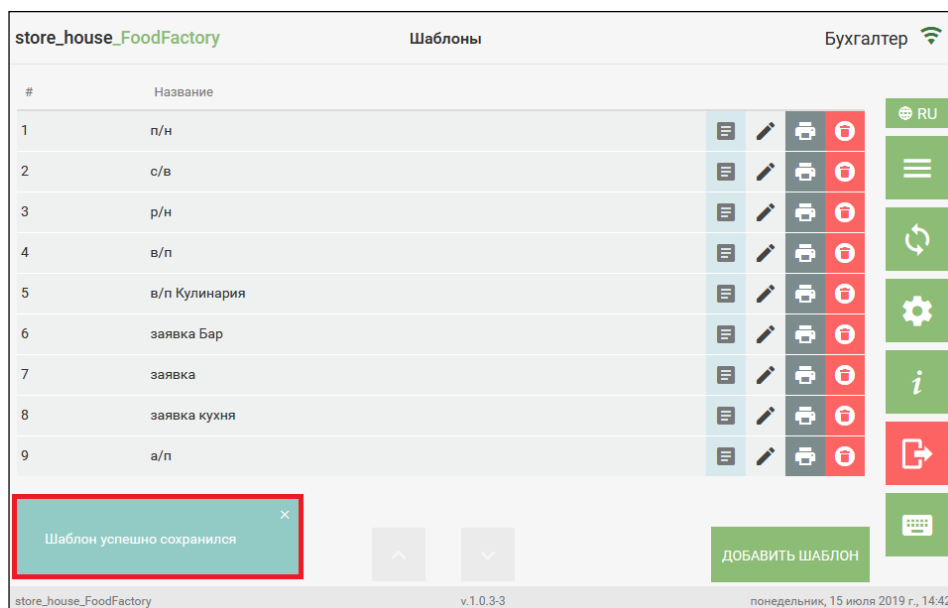 store_house_FoodFactory Шаблоны Бухгалтер
# Название
RU
1 п/н
2 с/в
3 р/н
4 в/п
5 в/п Кулинария
6 заявка Бар
7 заявка
8 заявка кухня
9 а/п
i
×
Шаблон успешно сохранился
ДОБАВИТЬ ШАБЛОН
store_house_FoodFactory v.1.0.3-3 понедельник, 15 июля 2019 г., 14:42